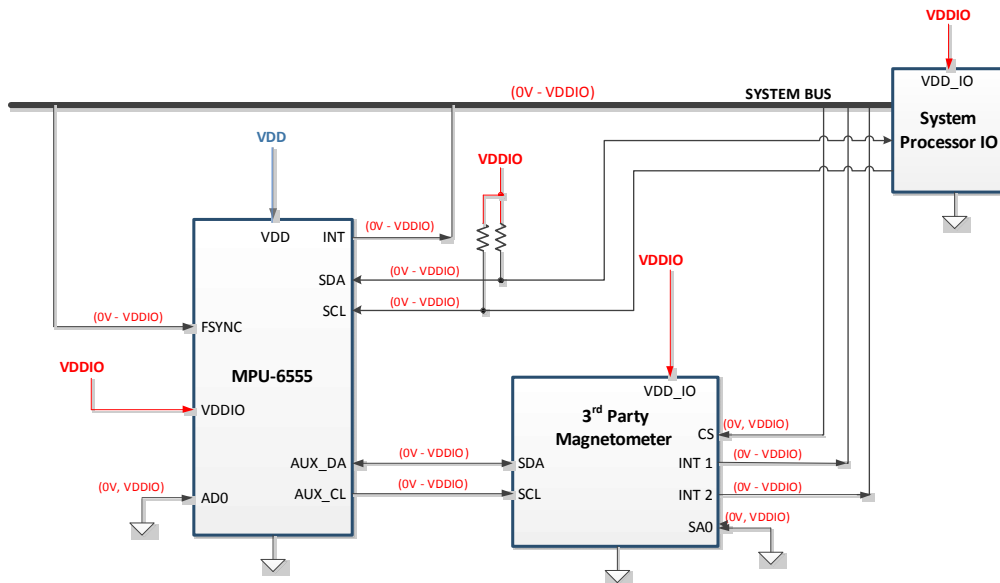 VDDIO
VDD_IO
System
Processor IO
(0V - VDDIO)
SYSTEM BUS
VDD
VDDIO
VDD
INT
(0V - VDDIO)
SDA
(0V - VDDIO)
SCL
(0V - VDDIO)
VDDIO
(0V - VDDIO)
FSYNC
MPU-6555
VDDIO
VDDIO
VDD_IO
3rd Party
Magnetometer
CS
(0V, VDDIO)
AUX_DA
(0V - VDDIO)
SDA
INT 1
(0V - VDDIO)
AUX_CL
(0V - VDDIO)
SCL
INT 2
(0V - VDDIO)
(0V, VDDIO)
AD0
SA0
(0V, VDDIO)